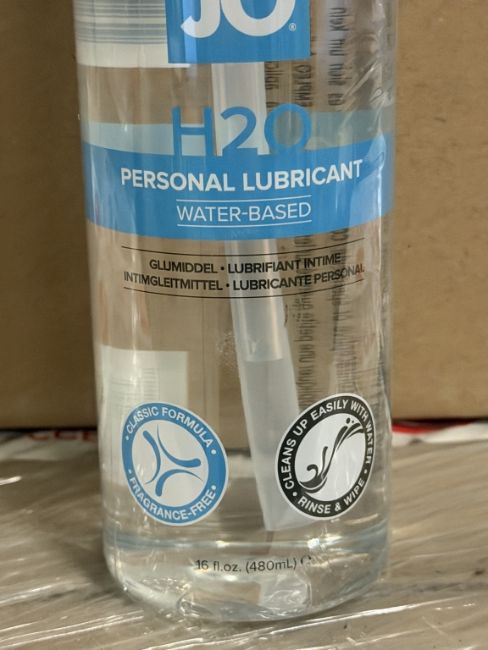 JO®
H2O
PERSONAL LUBRICANT
WATER-BASED
GLIJMIDDEL • LUBRIFIANT INTIME
INTIMGLEITMITTEL • LUBRICANTE PERSONAL
CLASSIC FORMULA •
FRAGRANCE-FREE •
CLEANS UP EASILY WITH WATER
• RINSE & WIPE •
16 fl.oz. (480mL) e